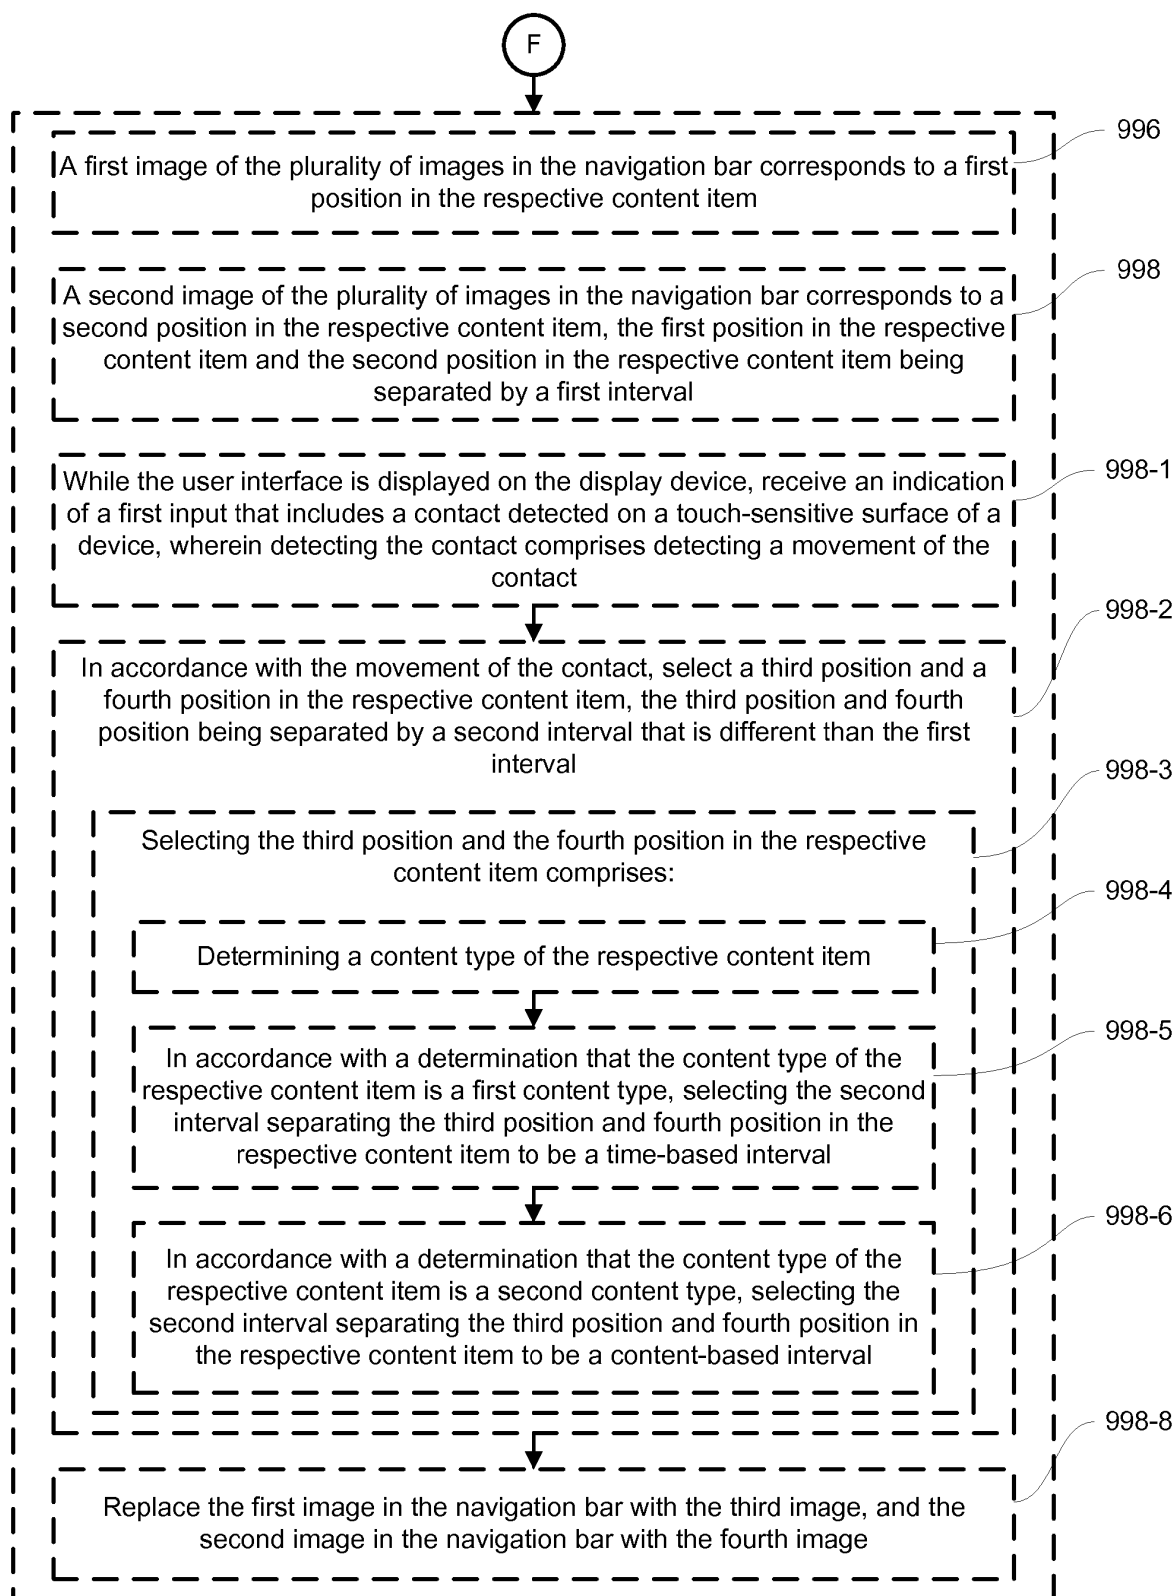 F
996
A first image of the plurality of images in the navigation bar corresponds to a first
position in the respective content item
998
A second image of the plurality of images in the navigation bar corresponds to a
second position in the respective content item, the first position in the respective
content item and the second position in the respective content item being
separated by a first interval
998-1
While the user interface is displayed on the display device, receive an indication
of a first input that includes a contact detected on a touch-sensitive surface of a
device, wherein detecting the contact comprises detecting a movement of the
contact
998-2
In accordance with the movement of the contact, select a third position and a
fourth position in the respective content item, the third position and fourth
position being separated by a second interval that is different than the first
interval
998-3
Selecting the third position and the fourth position in the respective
content item comprises:
998-4
Determining a content type of the respective content item
998-5
In accordance with a determination that the content type of the
respective content item is a first content type, selecting the second
interval separating the third position and fourth position in the
respective content item to be a time-based interval
998-6
In accordance with a determination that the content type of the
respective content item is a second content type, selecting the
second interval separating the third position and fourth position in
the respective content item to be a content-based interval
998-8
Replace the first image in the navigation bar with the third image, and the
second image in the navigation bar with the fourth image